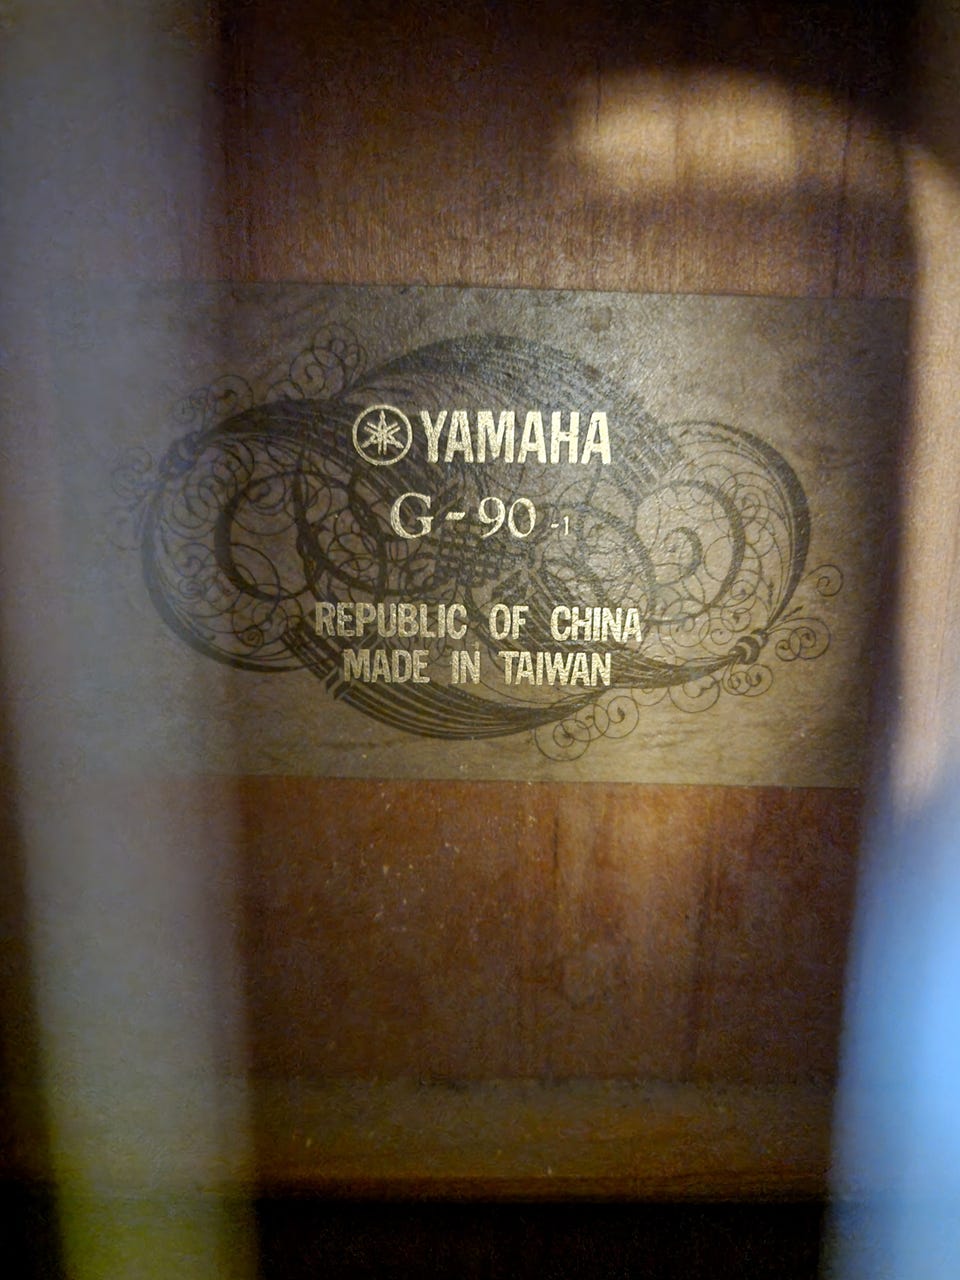 YAMAHA
G-90 -1
REPUBLIC OF CHINA
MADE IN TAIWAN